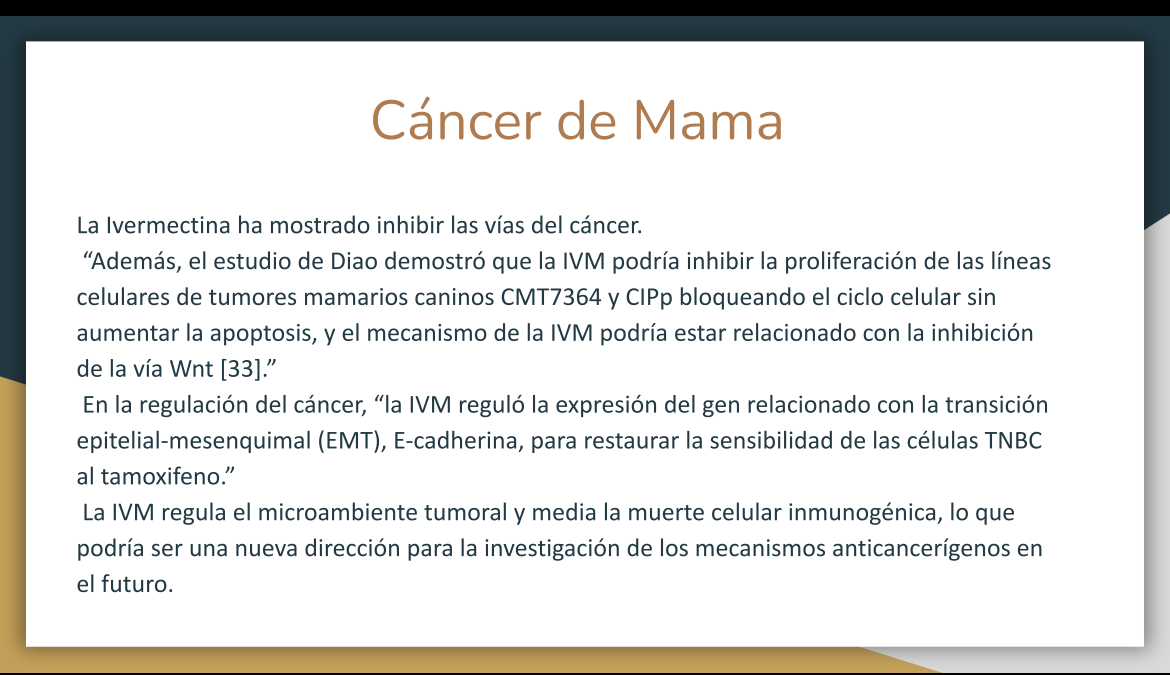 Cáncer de Mama
La Ivermectina ha mostrado inhibir las vías del cáncer.
“Además, el estudio de Diao demostró que la IVM podría inhibir la proliferación de las líneas
celulares de tumores mamarios caninos CMT7364 y CIPp bloqueando el ciclo celular sin
aumentar la apoptosis, y el mecanismo de la IVM podría estar relacionado con la inhibición
de la vía Wnt [33].”
En la regulación del cáncer, “la IVM reguló la expresión del gen relacionado con la transición
epitelial-mesenquimal (EMT), E-cadherina, para restaurar la sensibilidad de las células TNBC
al tamoxifeno.”
La IVM regula el microambiente tumoral y media la muerte celular inmunogénica, lo que
podría ser una nueva dirección para la investigación de los mecanismos anticancerígenos en
el futuro.